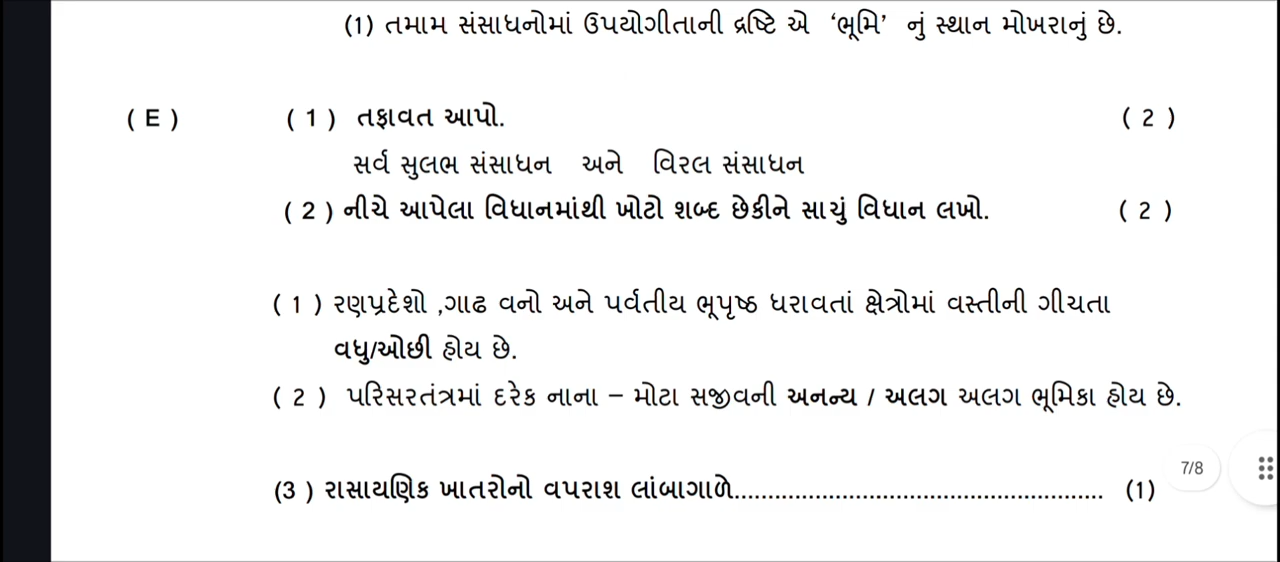 (1) તમામ સંસાધનોમાં ઉપયોગીતાની દ્રષ્ટિ એ ‘ભૂમિ’ નું સ્થાન મોખરાનું છે.
( E ) ( 1 ) તફાવત આપો. ( 2 )
સર્વ સુલભ સંસાધન અને વિરલ સંસાધન
( 2 ) નીચે આપેલા વિધાનમાંથી ખોટો શબ્દ છેકીને સાચું વિધાન લખો. ( 2 )
( 1 ) રણપ્રદેશો ,ગાઢ વનો અને પર્વતીય ભૂપૃષ્ઠ ધરાવતાં ક્ષેત્રોમાં વસ્તીની ગીચતા
વધુ/ઓછી હોય છે.
( 2 ) પરિસરતંત્રમાં દરેક નાના – મોટા સજીવની અનન્ય / અલગ અલગ ભૂમિકા હોય છે.
7/8
(3 ) રાસાયણિક ખાતરોનો વપરાશ લાંબાગાળે....................................................... (1)